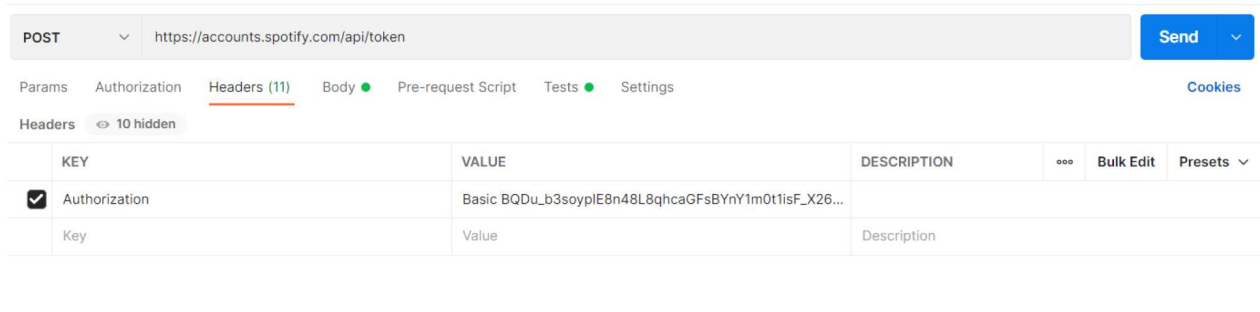 POST https://accounts.spotify.com/api/token Send
Params Authorization Headers (11) Body Pre-request Script Tests Settings Cookies
Headers 10 hidden
KEY VALUE DESCRIPTION ooo Bulk Edit Presets
Authorization Basic BQDu_b3soyplE8n48L8qhcaGFsBYnY1m0t1isF_X26...
Key Value Description